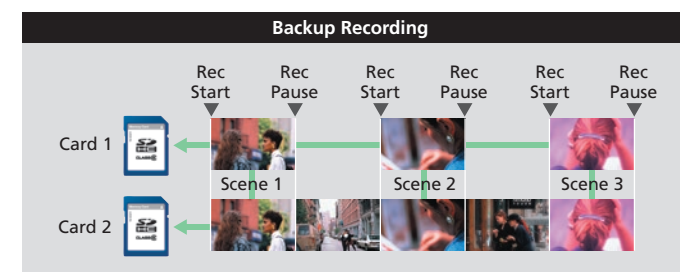 Backup Recording
Rec Start
Rec Pause
Rec Start
Rec Pause
Rec Start
Rec Pause
Card 1
Scene 1
Scene 2
Scene 3
Card 2